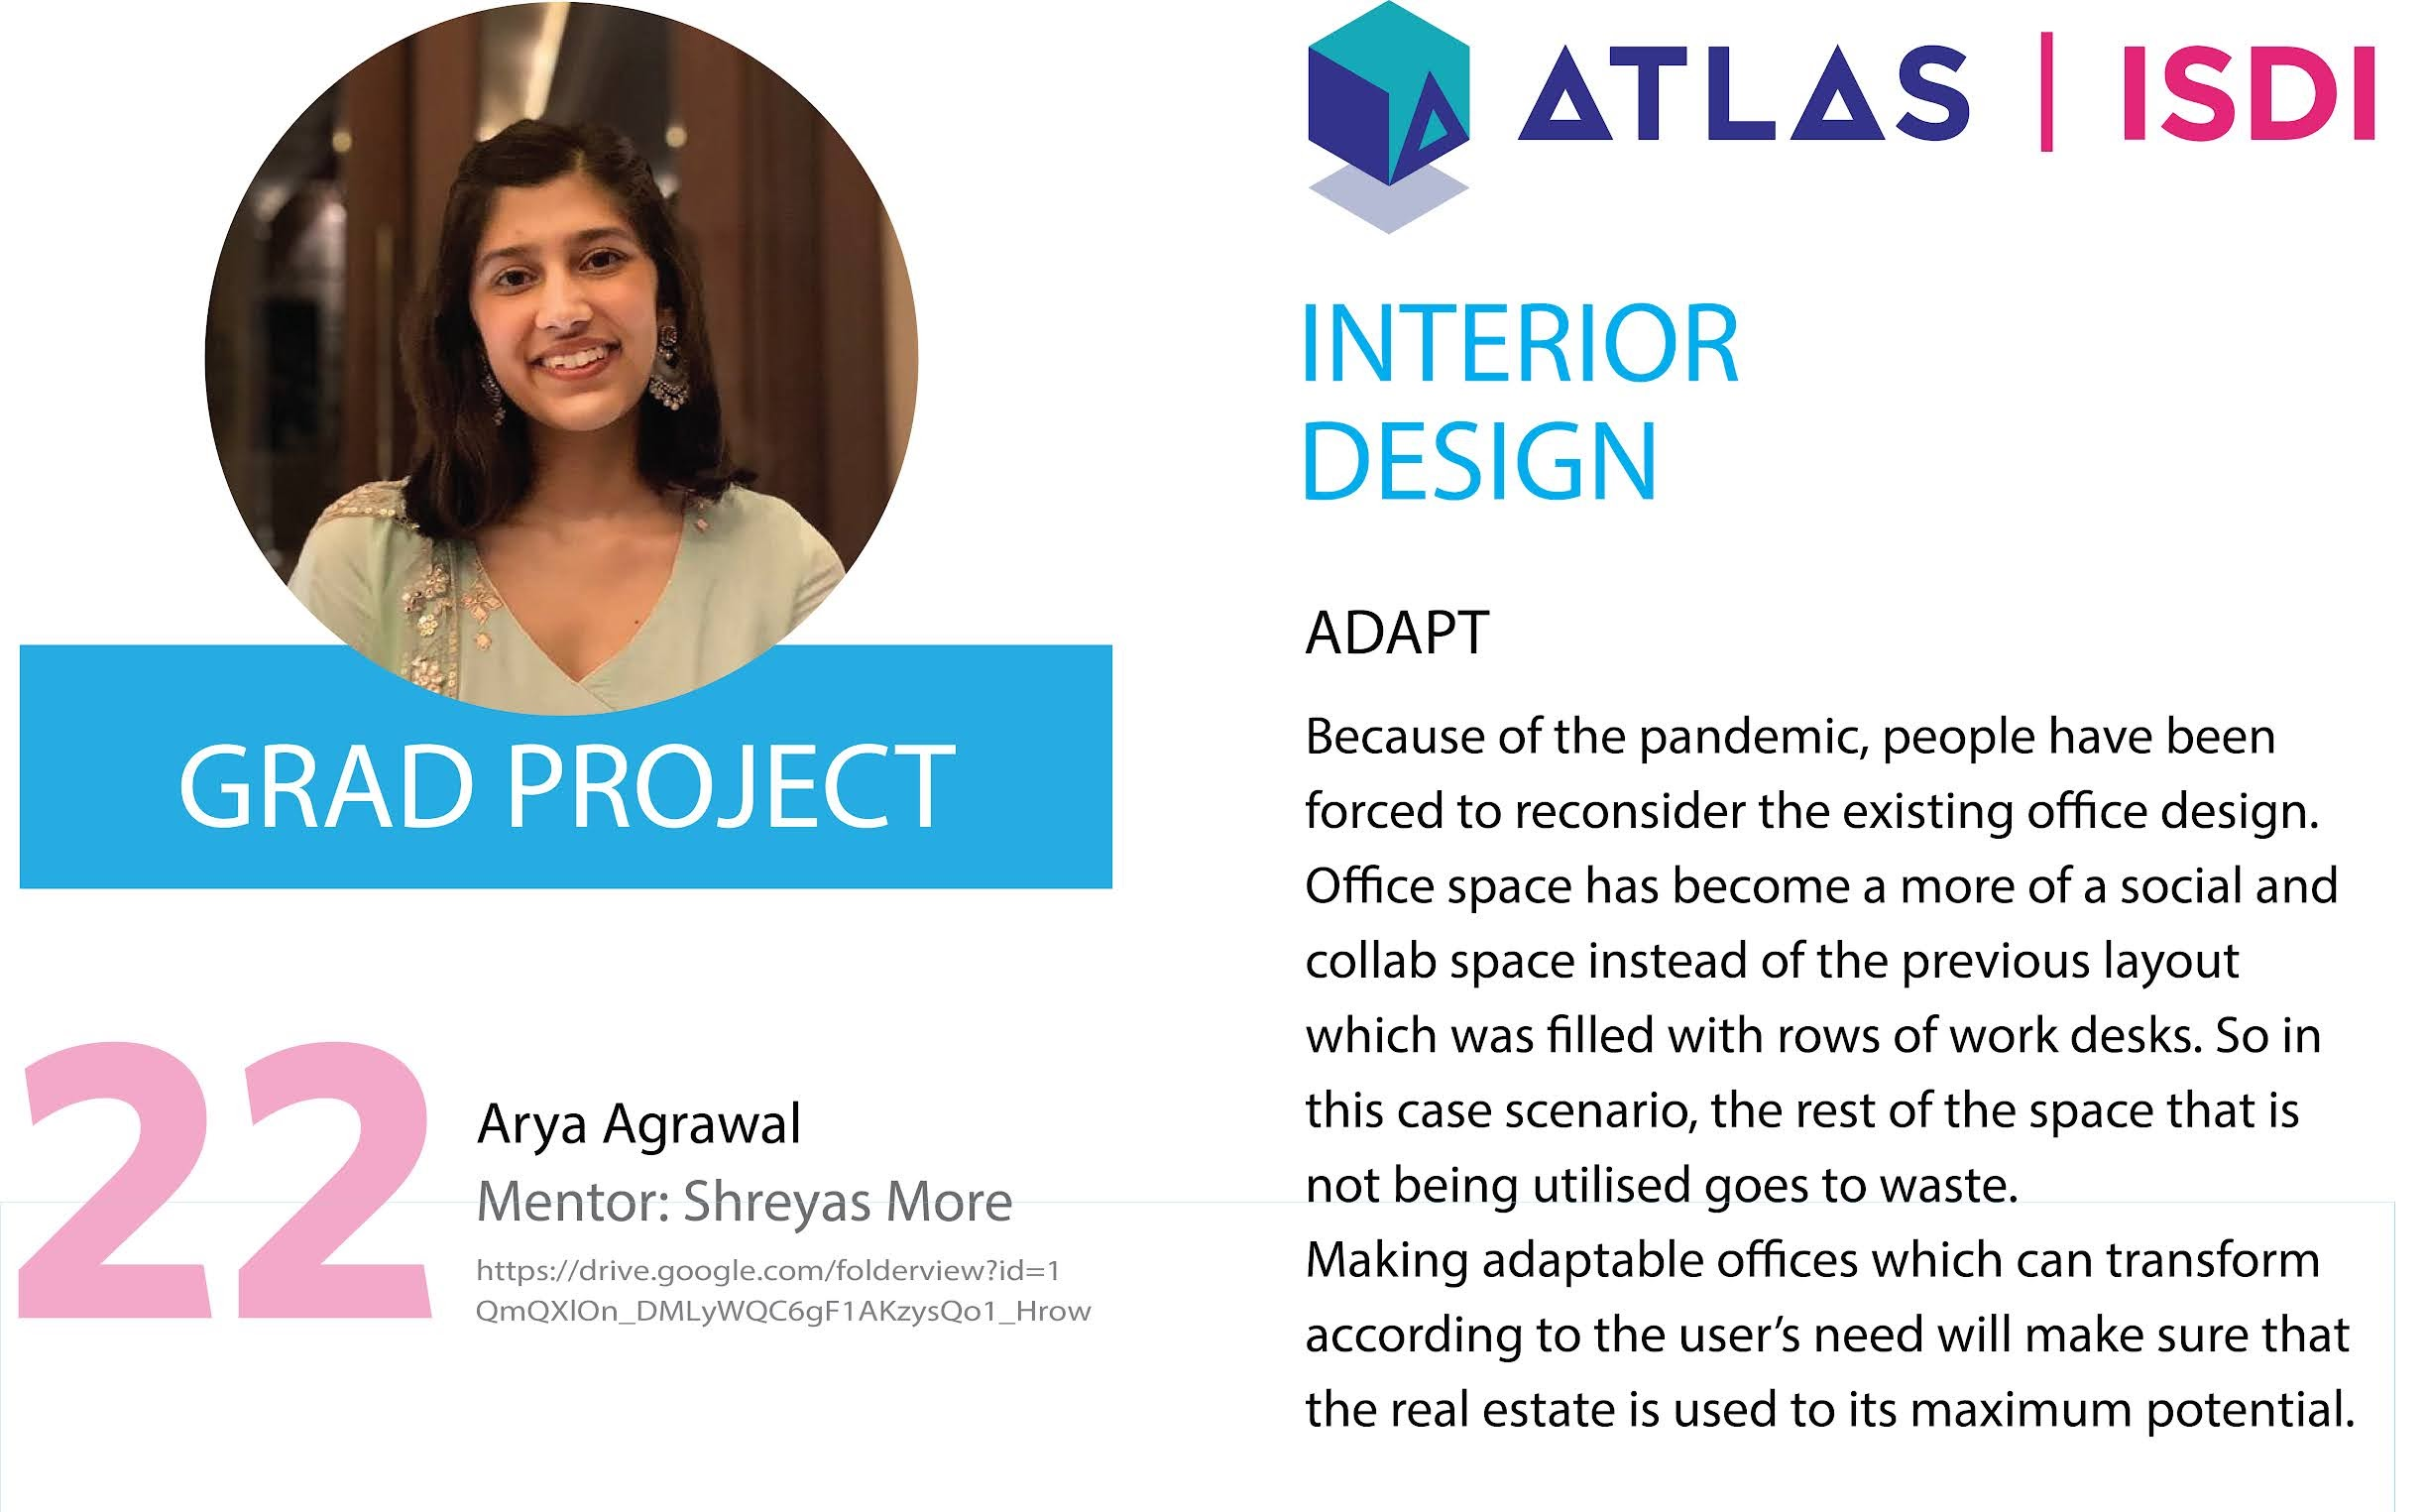 ATLAS | ISDI
GRAD PROJECT
22
Arya Agrawal
Mentor: Shreyas More
https://drive.google.com/folderview?id=1
QmQXlOn_DMLyWQC6gF1AKzysQo1_Hrow
INTERIOR
DESIGN
ADAPT
Because of the pandemic, people have been
forced to reconsider the existing office design.
Office space has become a more of a social and
collab space instead of the previous layout
which was filled with rows of work desks. So in
this case scenario, the rest of the space that is
not being utilised goes to waste.
Making adaptable offices which can transform
according to the user’s need will make sure that
the real estate is used to its maximum potential.